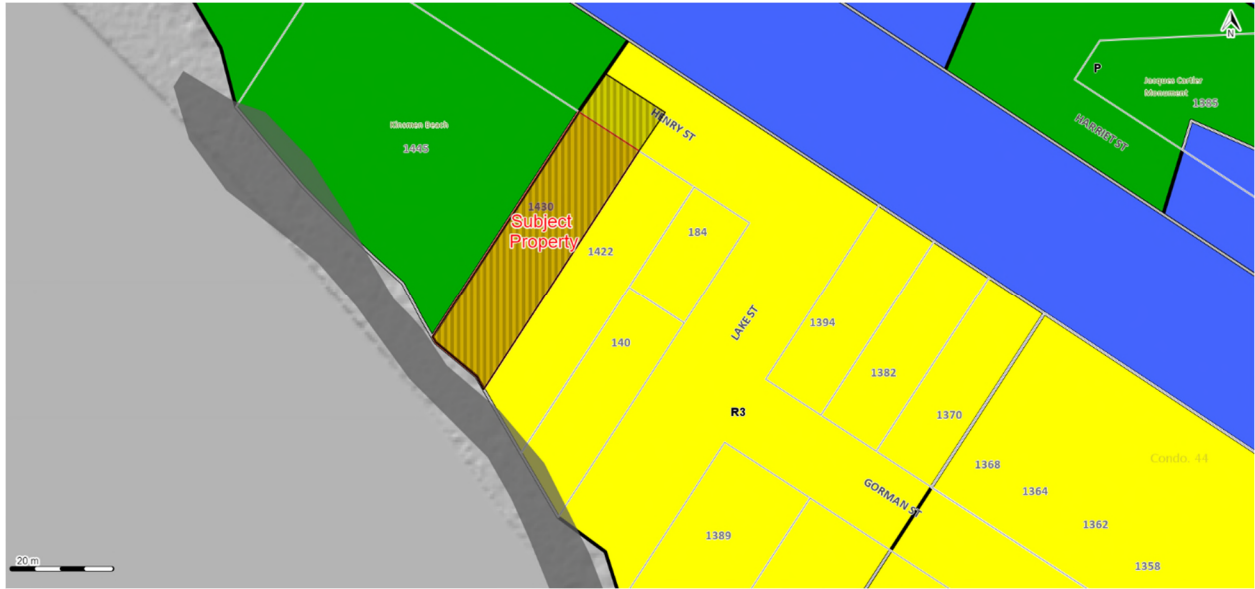 N
P
Jacques Cartier
Monument
1385
HARRIET ST
Kinsmen Beach
1445
HENRY ST
1430
Subject
Property
1422
184
LAKE ST
140
1394
1382
1370
R3
1368
Condo. 44
1364
1362
1358
GORMAN ST
1389
20 m